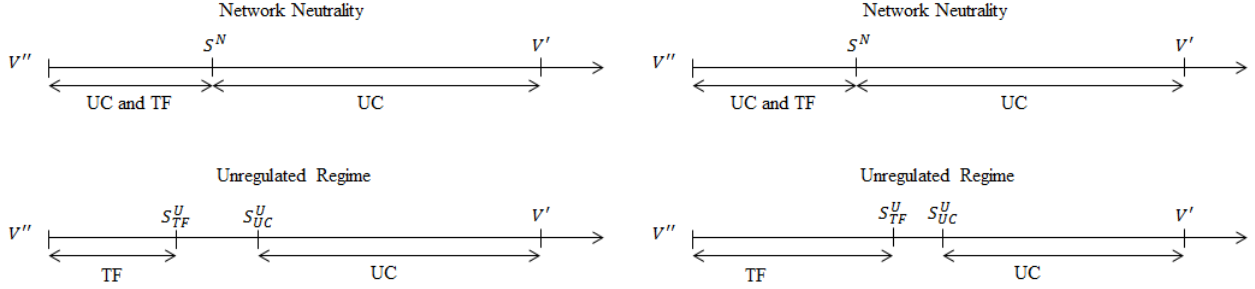 Network Neutrality
V′′ S^N V′
UC and TF UC
Unregulated Regime
V′′ S^U_TF S^U_UC V′
TF UC
Network Neutrality
V′′ S^N V′
UC and TF UC
Unregulated Regime
V′′ S^U_TF S^U_UC V′
TF UC